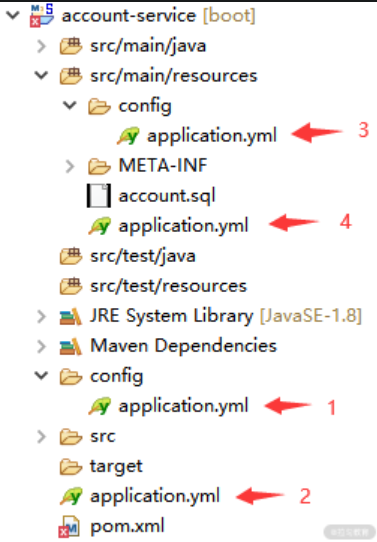 account-service [boot]
src/main/java
src/main/resources
config
application.yml 3
META-INF
account.sql
application.yml 4
src/test/java
src/test/resources
JRE System Library [JavaSE-1.8]
Maven Dependencies
config
application.yml 1
src
target
application.yml 2
pom.xml